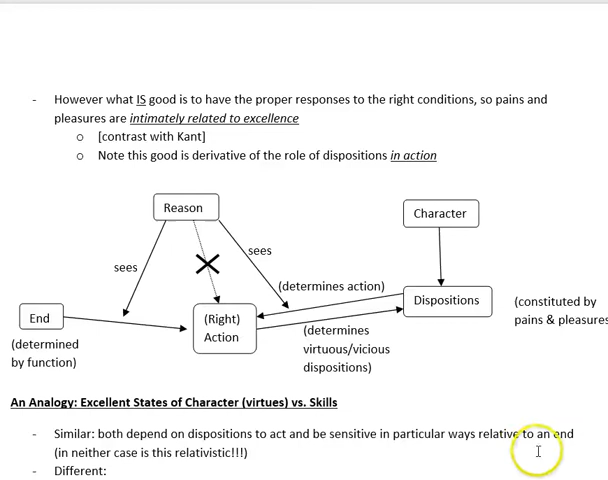 - However what IS good is to have the proper responses to the right conditions, so pains and
pleasures are intimately related to excellence
o [contrast with Kant]
o Note this good is derivative of the role of dispositions in action
Reason
Character
sees
sees
(determines action)
Dispositions
(constituted by
pains & pleasures
End
(Right)
Action
(determined
by function)
(determines
virtuous/vicious
dispositions)
An Analogy: Excellent States of Character (virtues) vs. Skills
- Similar: both depend on dispositions to act and be sensitive in particular ways relative to an end
(in neither case is this relativistic!!!)
- Different: